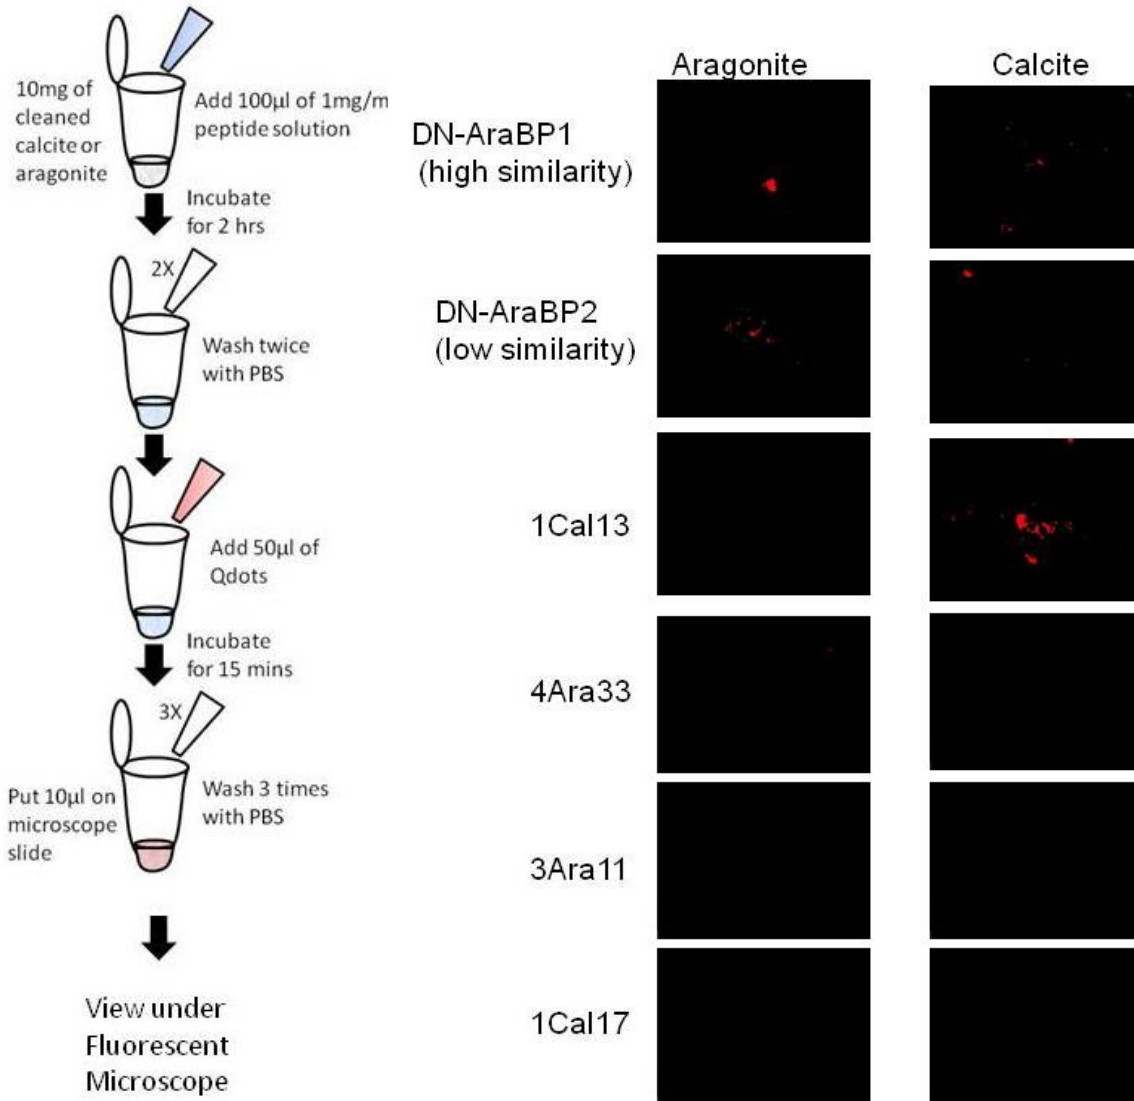 10mg of
cleaned
calcite or
aragonite
Add 100µl of 1mg/m
peptide solution
Incubate
for 2 hrs
2X
Wash twice
with PBS
Add 50µl of
Qdots
Incubate
for 15 mins
3X
Wash 3 times
with PBS
Put 10µl on
microscope
slide
View under
Fluorescent
Microscope
Aragonite
Calcite
DN-AraBP1
(high similarity)
DN-AraBP2
(low similarity)
1Cal13
4Ara33
3Ara11
1Cal17